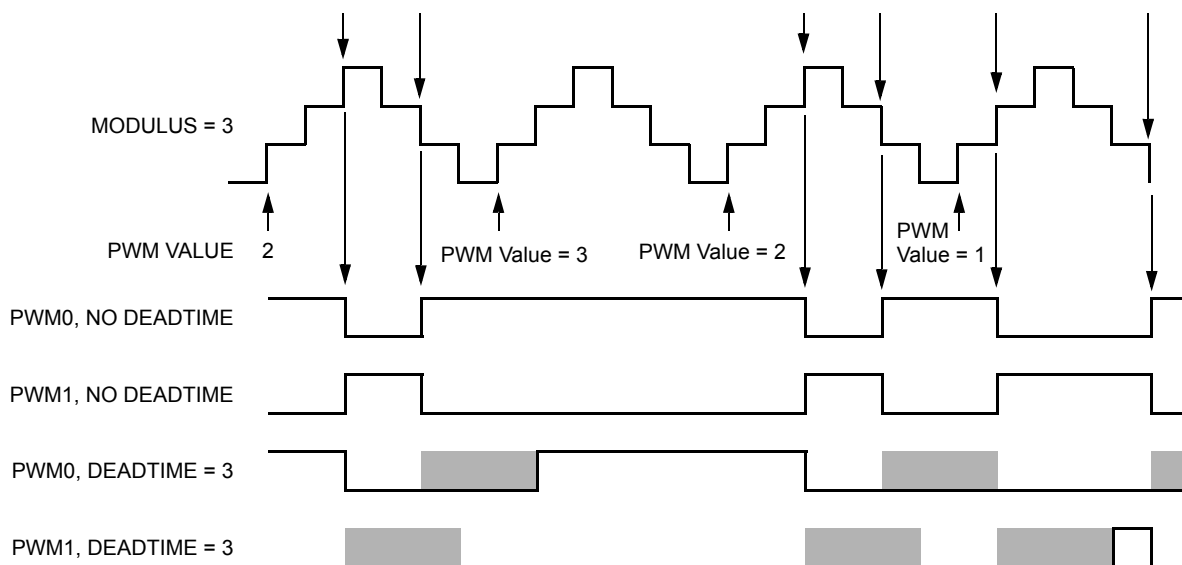 MODULUS = 3
PWM VALUE 2
PWM Value = 3
PWM Value = 2
PWM
Value = 1
PWM0, NO DEADTIME
PWM1, NO DEADTIME
PWM0, DEADTIME = 3
PWM1, DEADTIME = 3